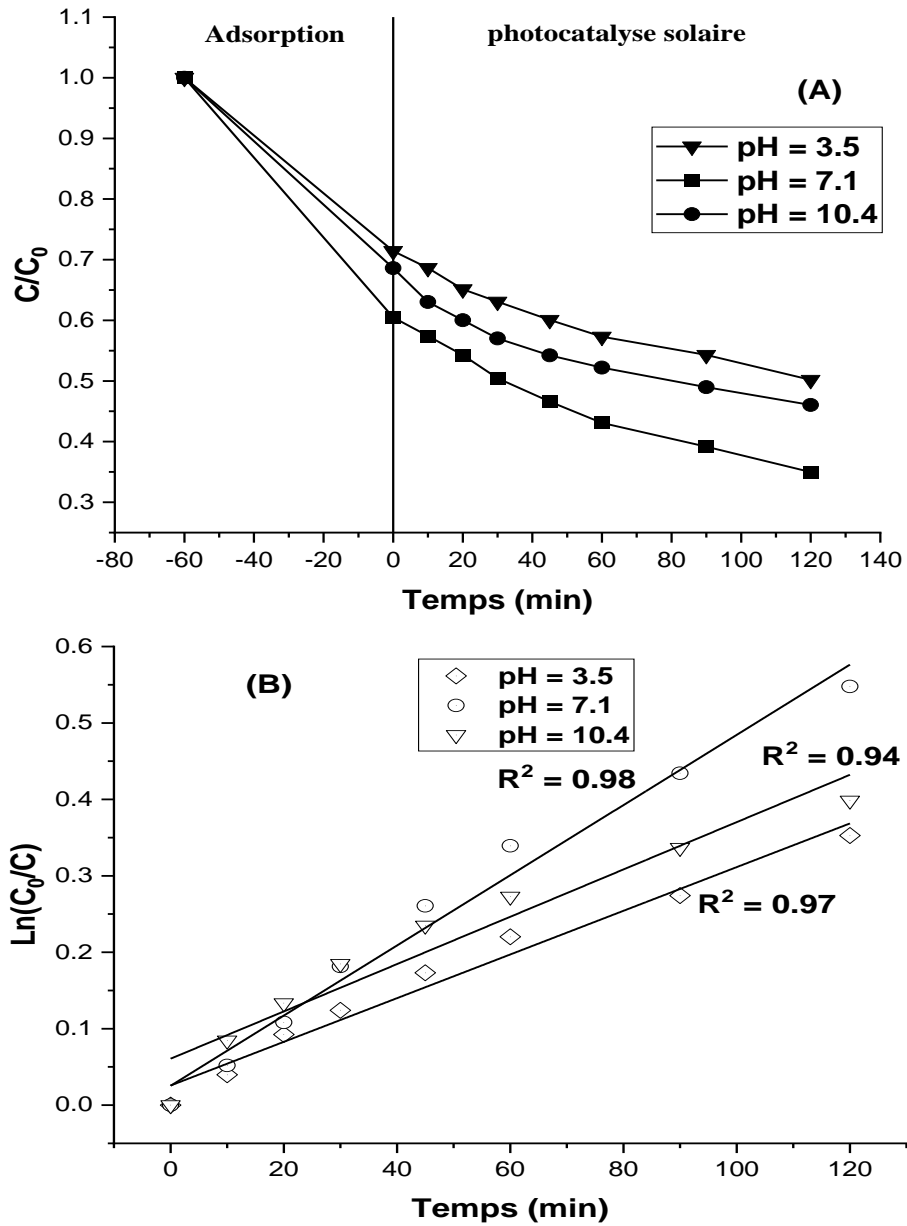 Adsorption photocatalyse solaire
(A)
pH = 3.5
pH = 7.1
pH = 10.4
C/C₀
1.1
1.0
0.9
0.8
0.7
0.6
0.5
0.4
0.3
-80 -60 -40 -20 0 20 40 60 80 100 120 140
Temps (min)
(B)
pH = 3.5
pH = 7.1
pH = 10.4
R² = 0.98
R² = 0.94
R² = 0.97
Ln(C₀/C)
0.6
0.5
0.4
0.3
0.2
0.1
0.0
0 20 40 60 80 100 120
Temps (min)